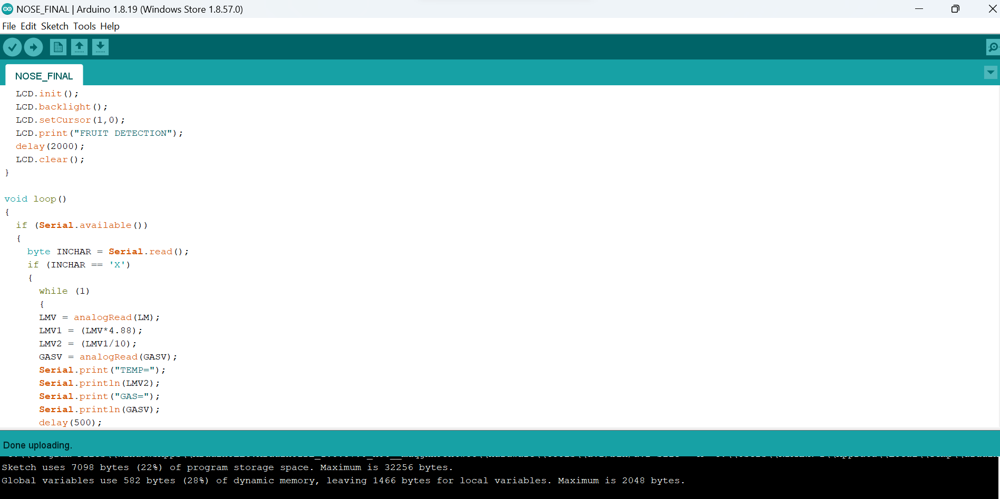 NOSE_FINAL | Arduino 1.8.19 (Windows Store 1.8.57.0)
File Edit Sketch Tools Help
NOSE_FINAL
LCD.init();
LCD.backlight();
LCD.setCursor(1,0);
LCD.print("FRUIT DETECTION");
delay(2000);
LCD.clear();
}
void loop()
{
if (Serial.available())
{
byte INCHAR = Serial.read();
if (INCHAR == 'X')
{
while (1)
{
LMV = analogRead(LM);
LMV1 = (LMV*4.88);
LMV2 = (LMV1/10);
GASV = analogRead(GASV);
Serial.print("TEMP=");
Serial.println(LMV2);
Serial.print("GAS=");
Serial.println(GASV);
delay(500);
Done uploading.
Sketch uses 7098 bytes (22%) of program storage space. Maximum is 32256 bytes.
Global variables use 582 bytes (28%) of dynamic memory, leaving 1466 bytes for local variables. Maximum is 2048 bytes.